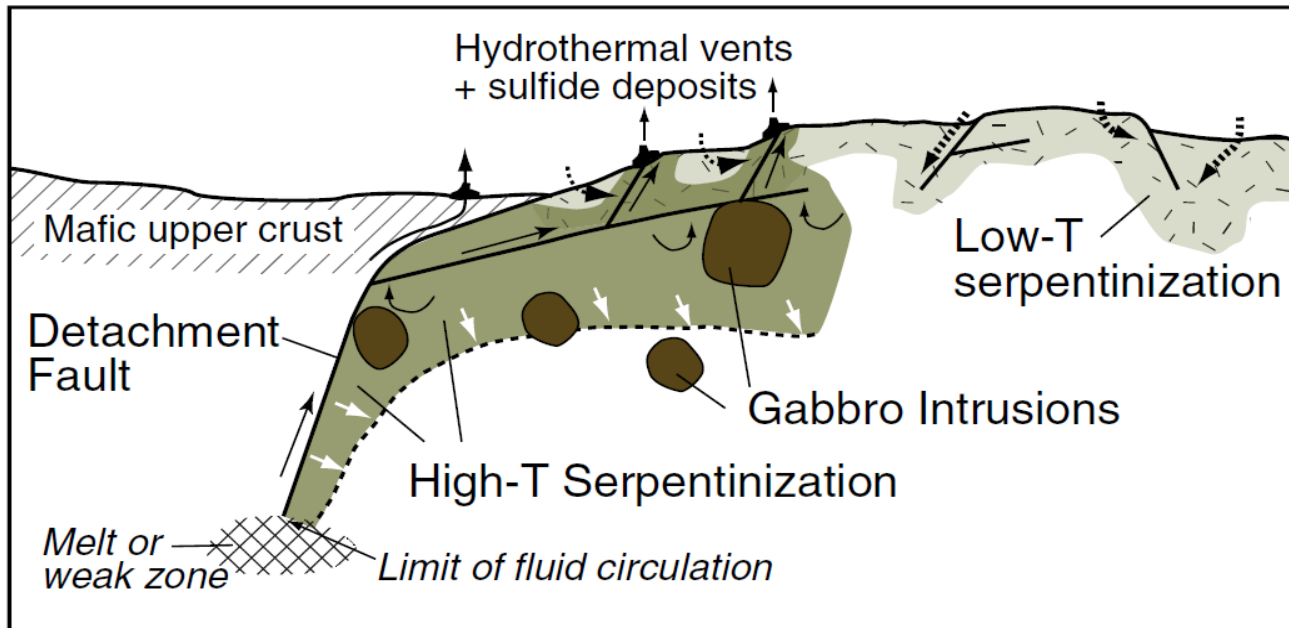 Hydrothermal vents
+ sulfide deposits
Mafic upper crust
Low-T
serpentinization
Detachment
Fault
Gabbro Intrusions
High-T Serpentinization
Melt or
weak zone
Limit of fluid circulation